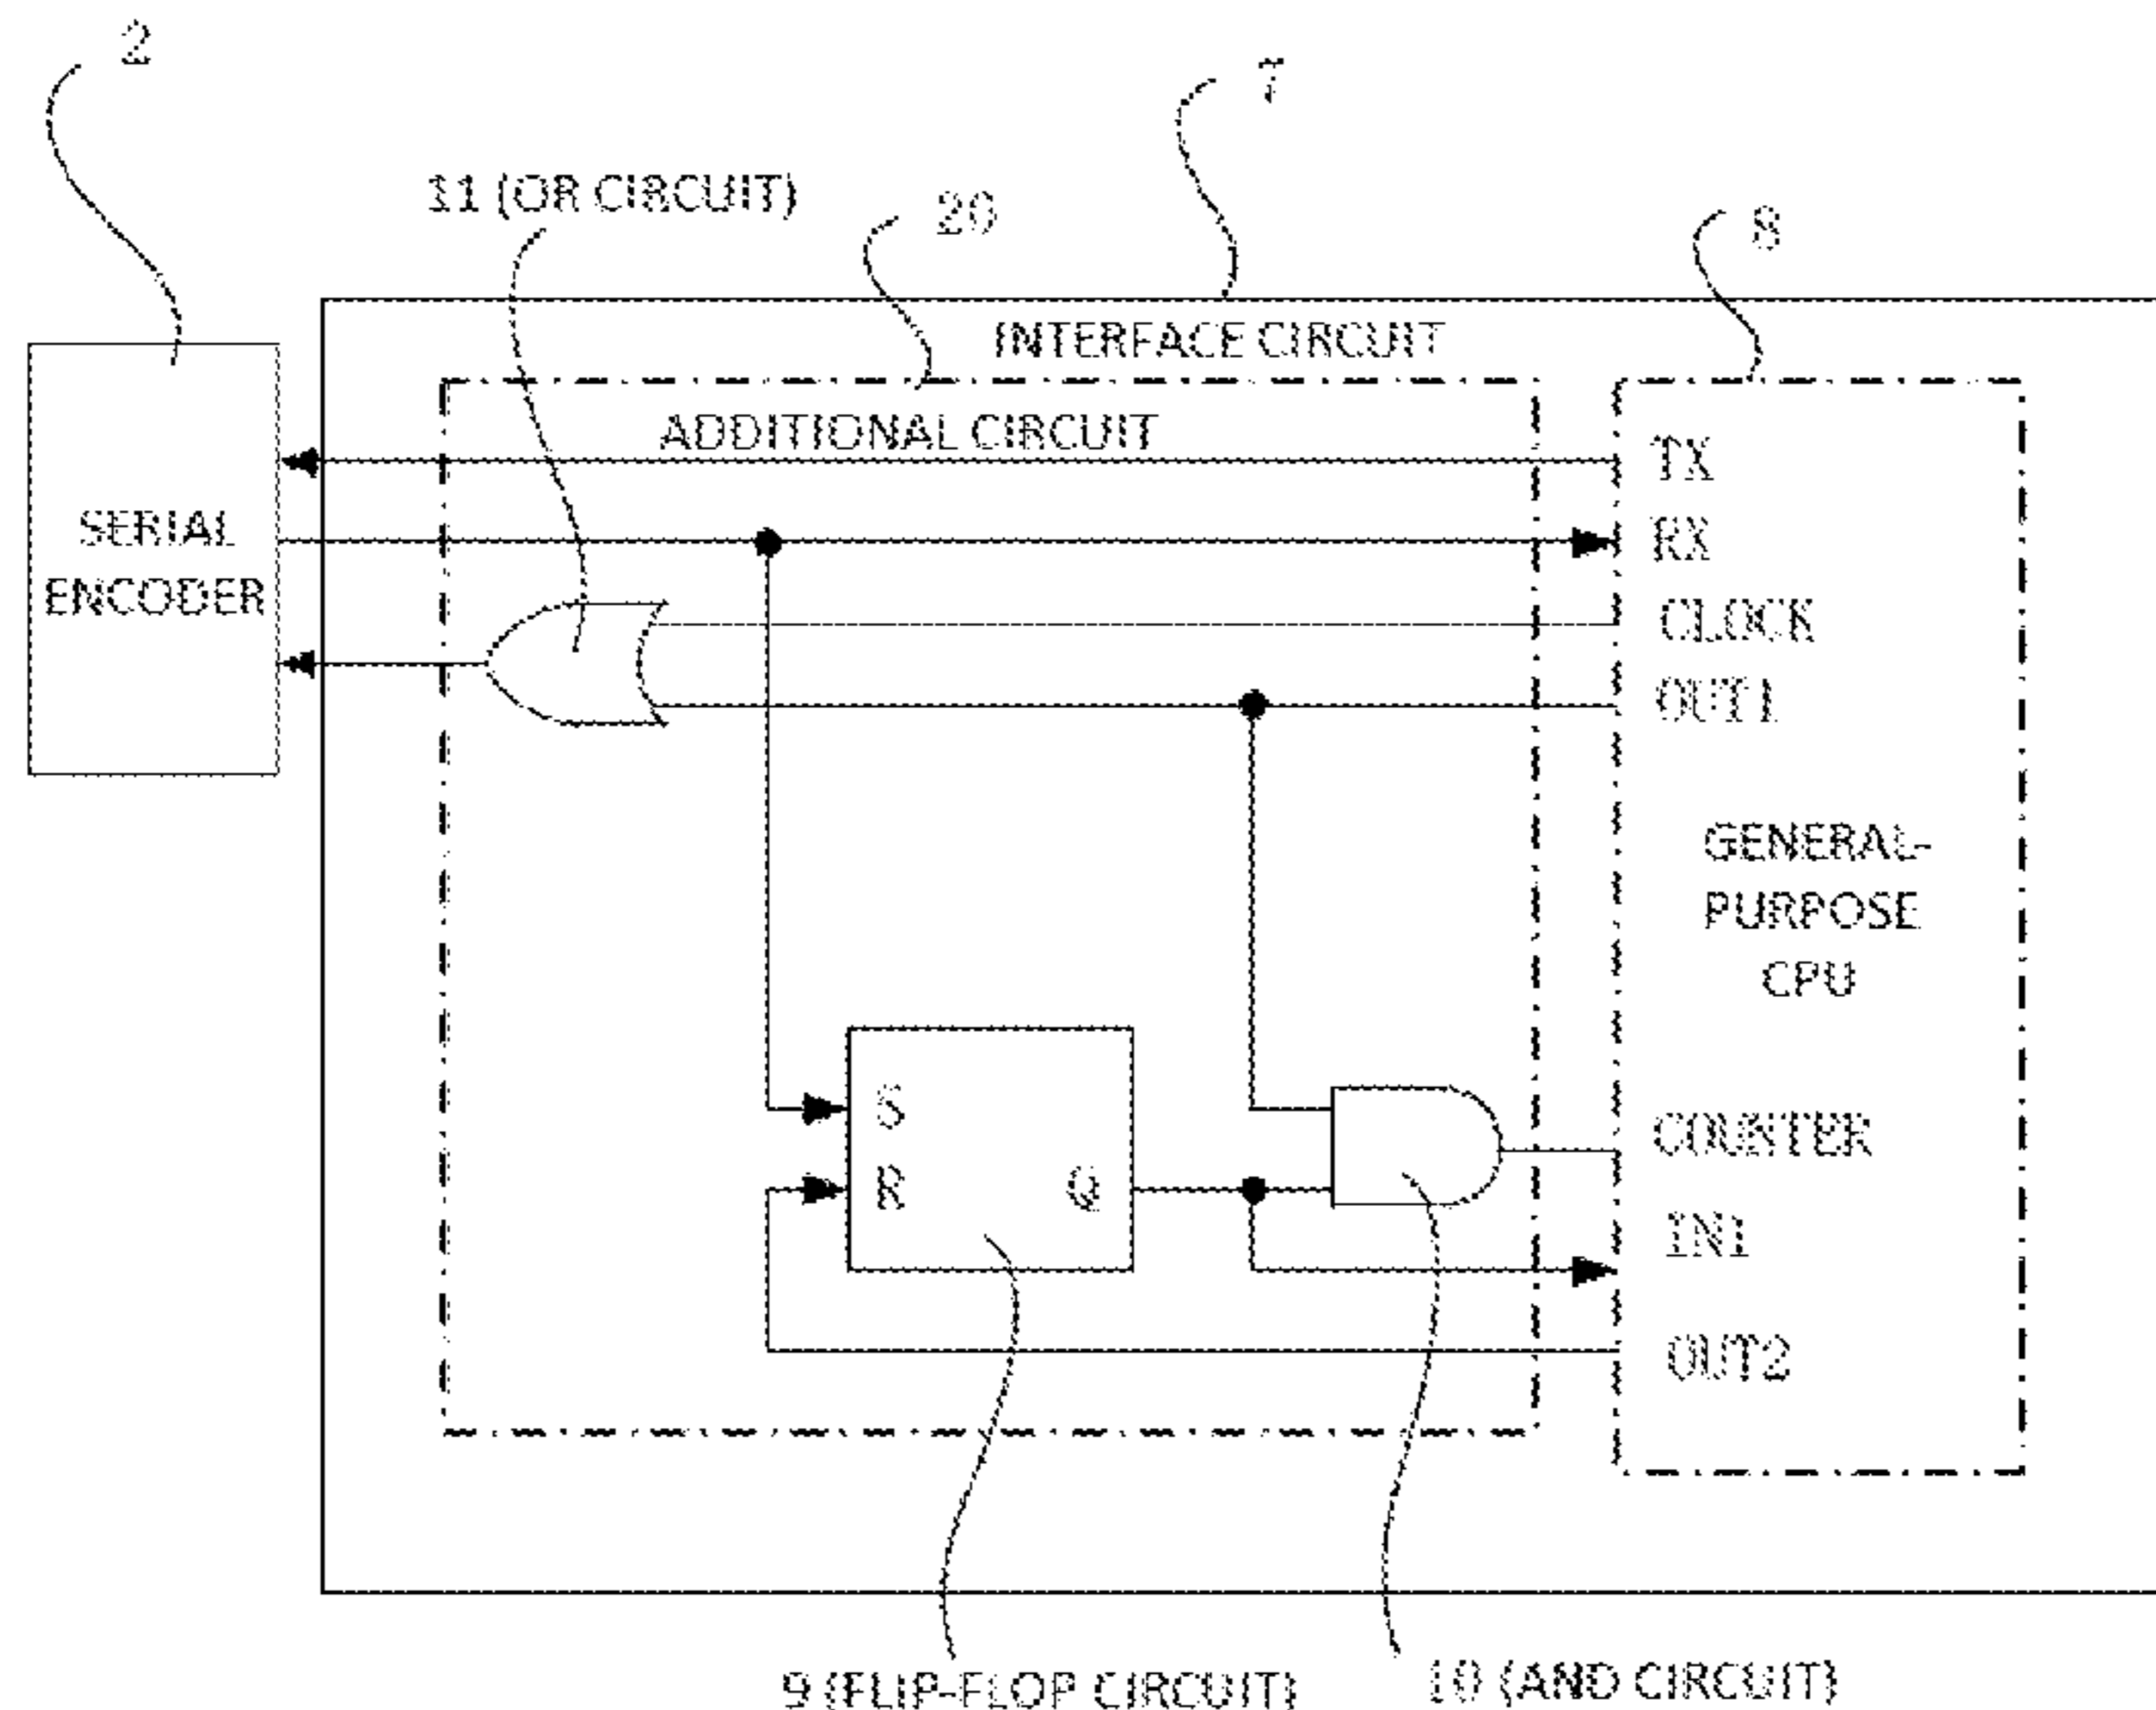 2
7
11 (OR CIRCUIT)
20
8
INTERFACE CIRCUIT
ADDITIONAL CIRCUIT
TX
SERIAL
ENCODER
RX
CLOCK
OUT1
GENERAL-
PURPOSE
CPU
S
R
Q
COUNTER
IN1
OUT2
9 (FLIP-FLOP CIRCUIT)
10 (AND CIRCUIT)